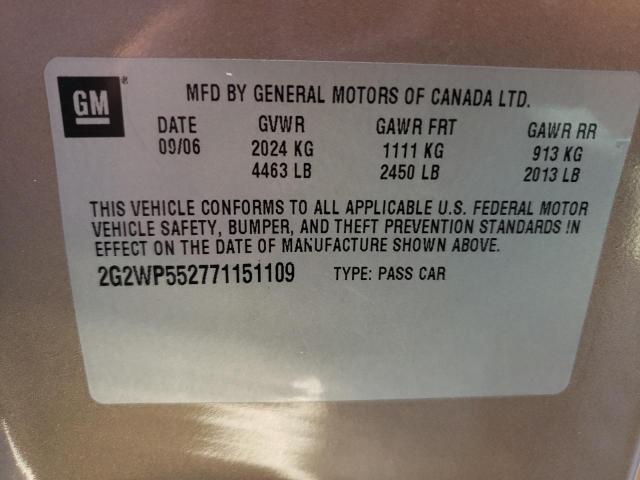 GM
MFD BY GENERAL MOTORS OF CANADA LTD.
DATE GVWR GAWR FRT GAWR RR
09/06 2024 KG 1111 KG 913 KG
4463 LB 2450 LB 2013 LB
THIS VEHICLE CONFORMS TO ALL APPLICABLE U.S. FEDERAL MOTOR
VEHICLE SAFETY, BUMPER, AND THEFT PREVENTION STANDARDS IN
EFFECT ON THE DATE OF MANUFACTURE SHOWN ABOVE.
2G2WP552771151109 TYPE: PASS CAR